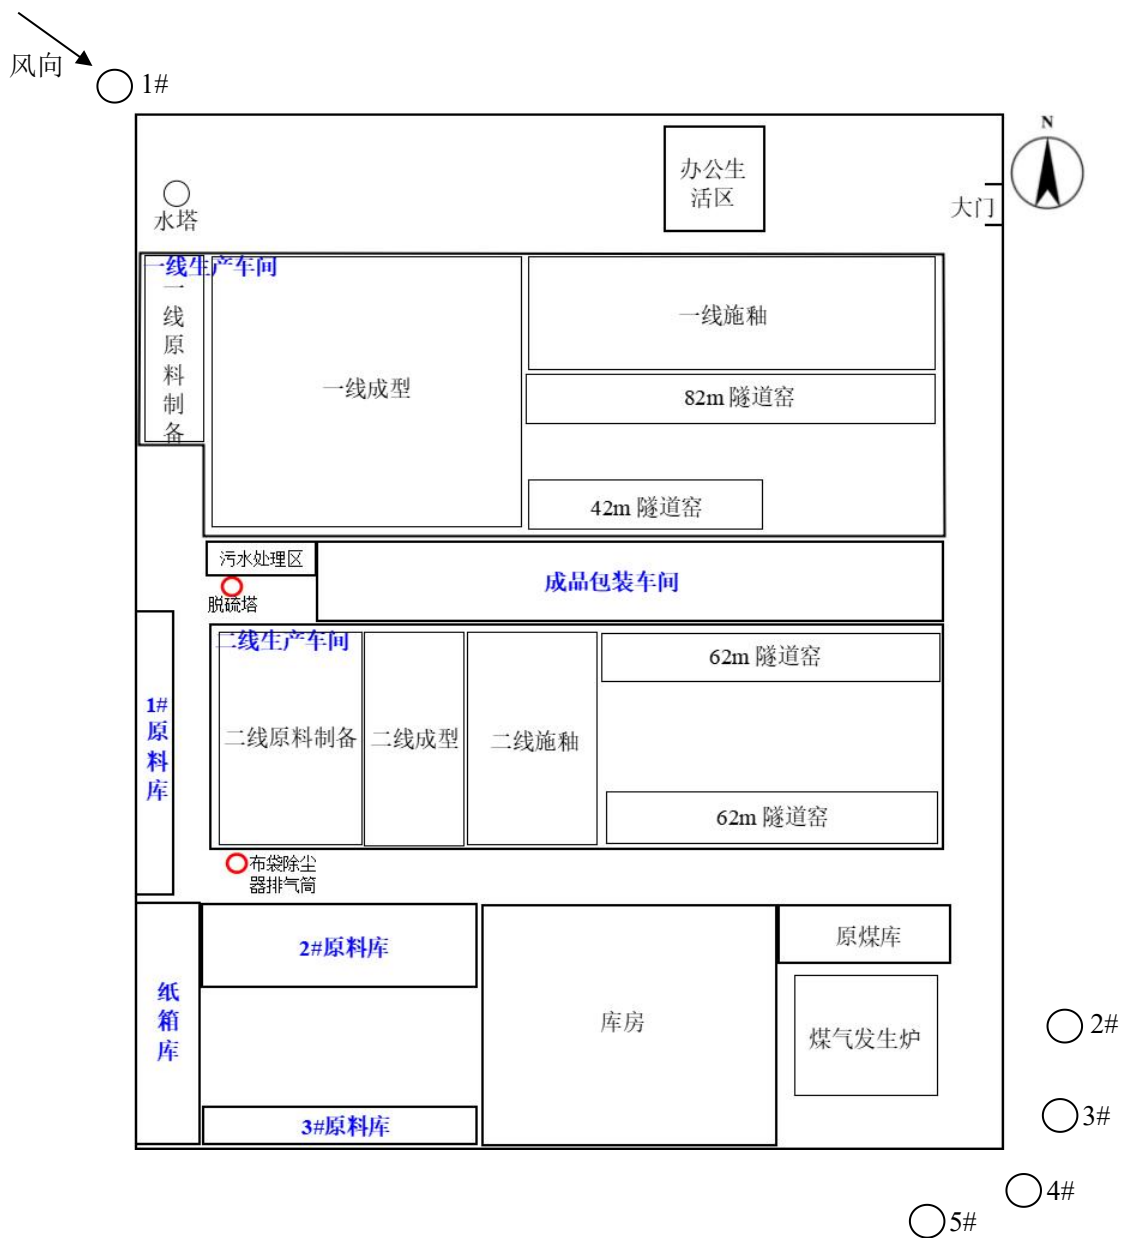 风向
1#
N
办公生
活区
水塔
大门
一线生产车间
一
线
原
料
制
备
一线成型
一线施釉
82m 隧道窑
42m 隧道窑
污水处理区
脱硫塔
成品包装车间
二线生产车间
62m 隧道窑
1#
原
料
库
二线原料制备
二线成型
二线施釉
62m 隧道窑
布袋除尘
器排气筒
2#原料库
原煤库
纸
箱
库
库房
煤气发生炉
2#
3#原料库
3#
4#
5#